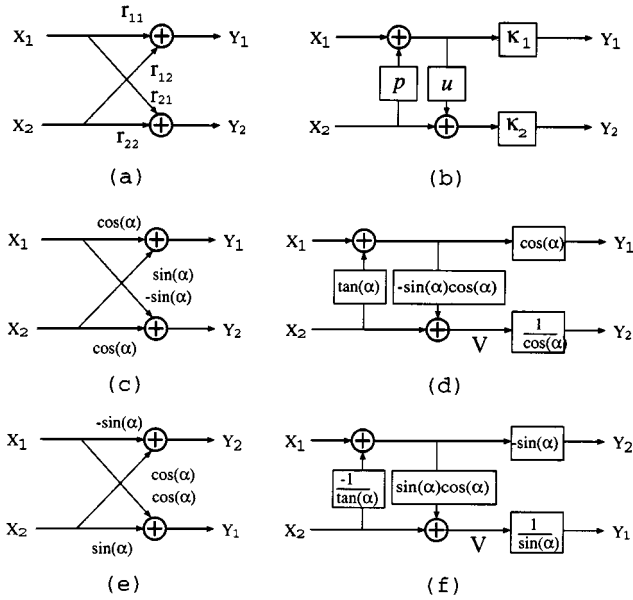 X1 r11 Y1
r12
r21
X2 r22 Y2
(a)
X1 κ1 Y1
p u
X2 κ2 Y2
(b)
cos(α)
X1 Y1
sin(α)
-sin(α)
X2 Y2
cos(α)
(c)
X1 cos(α) Y1
tan(α) -sin(α)cos(α)
X2 V 1/cos(α) Y2
(d)
-sin(α)
X1 Y2
cos(α)
cos(α)
X2 Y1
sin(α)
(e)
X1 -sin(α) Y2
-1/tan(α) sin(α)cos(α)
X2 V 1/sin(α) Y1
(f)